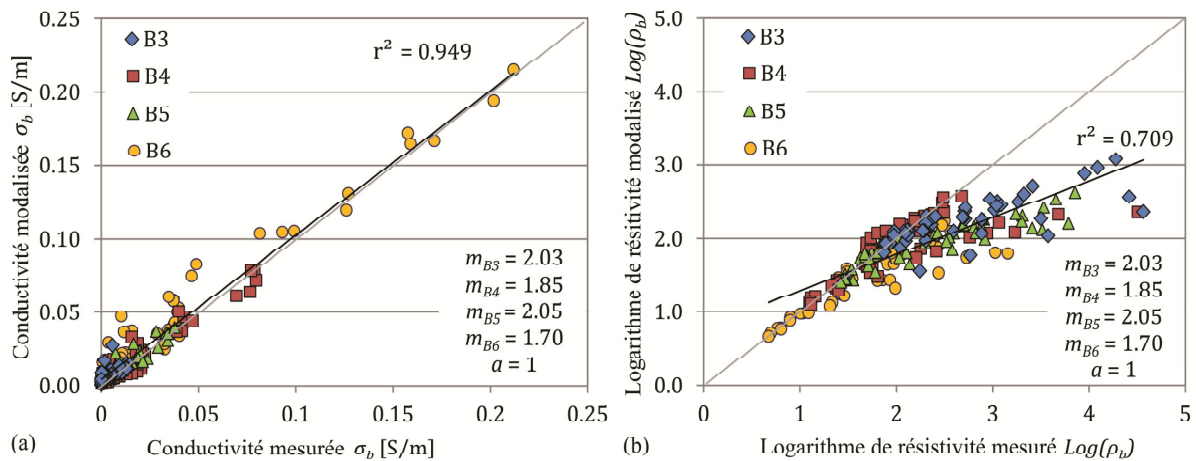 Conductivité modalisée σb [S/m]
0.25
0.20
0.15
0.10
0.05
0.00
B3
B4
B5
B6
r² = 0.949
mB3 = 2.03
mB4 = 1.85
mB5 = 2.05
mB6 = 1.70
a = 1
0 0.05 0.1 0.15 0.2 0.25
(a) Conductivité mesurée σb [S/m]
Logarithme de résistivité modalisé Log(ρb)
5.0
4.0
3.0
2.0
1.0
0.0
B3
B4
B5
B6
r² = 0.709
mB3 = 2.03
mB4 = 1.85
mB5 = 2.05
mB6 = 1.70
a = 1
0 1 2 3 4 5
(b) Logarithme de résistivité mesuré Log(ρb)